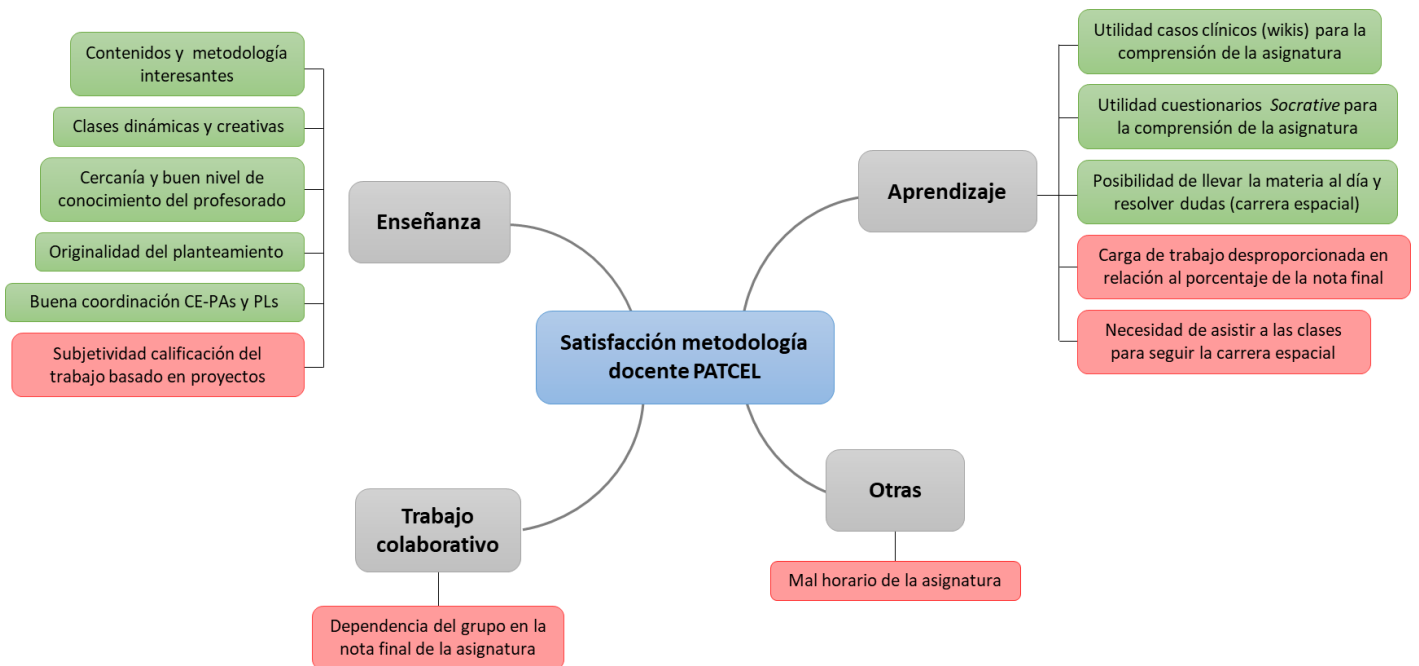 Contenidos y metodología
interesantes
Clases dinámicas y creativas
Cercanía y buen nivel de
conocimiento del profesorado
Originalidad del planteamiento
Buena coordinación CE-PAs y PLs
Subjetividad calificación del
trabajo basado en proyectos
Enseñanza
Satisfacción metodología
docente PATCEL
Aprendizaje
Utilidad casos clínicos (wikis) para la
comprensión de la asignatura
Utilidad cuestionarios Socrative para
la comprensión de la asignatura
Posibilidad de llevar la materia al día y
resolver dudas (carrera espacial)
Carga de trabajo desproporcionada en
relación al porcentaje de la nota final
Necesidad de asistir a las clases
para seguir la carrera espacial
Trabajo
colaborativo
Dependencia del grupo en la
nota final de la asignatura
Otras
Mal horario de la asignatura